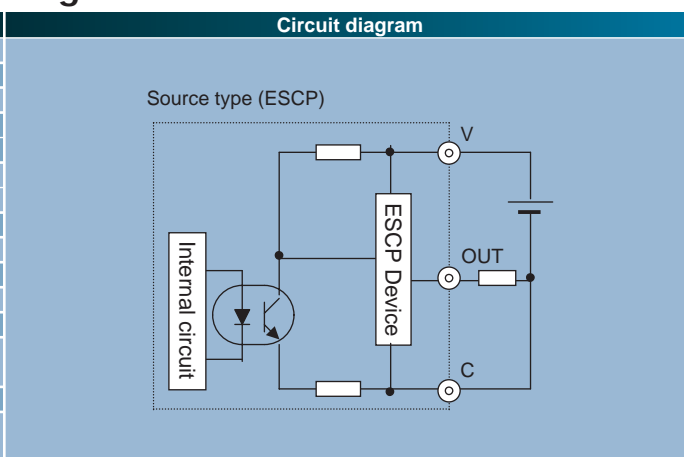 Circuit diagram
Source type (ESCP)
V
ESCP Device
OUT
Internal circuit
C